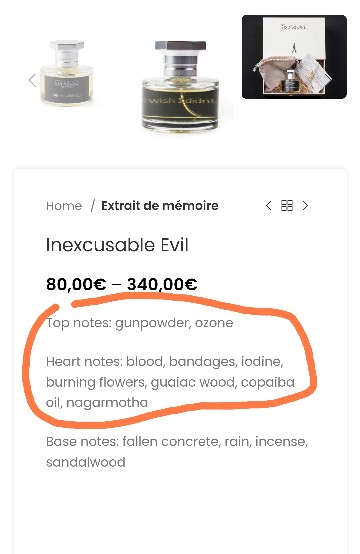 Home / Extrait de mémoire
Inexcusable Evil
80,00€ – 340,00€
Top notes: gunpowder, ozone
Heart notes: blood, bandages, iodine,
burning flowers, guaiac wood, copaiba
oil, nagarmotha
Base notes: fallen concrete, rain, incense,
sandalwood